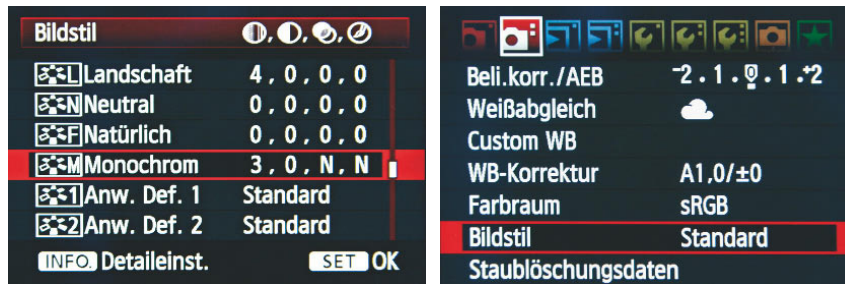 Bildstil
L Landschaft 4, 0, 0, 0
N Neutral 0, 0, 0, 0
F Natürlich 0, 0, 0, 0
M Monochrom 3, 0, N, N
1 Anw. Def. 1 Standard
2 Anw. Def. 2 Standard
INFO. Detaileinst. SET OK
Beli.korr./AEB -2.1.0.1.+2
Weißabgleich
Custom WB
WB-Korrektur A1,0/±0
Farbraum sRGB
Bildstil Standard
Staublöschungsdaten